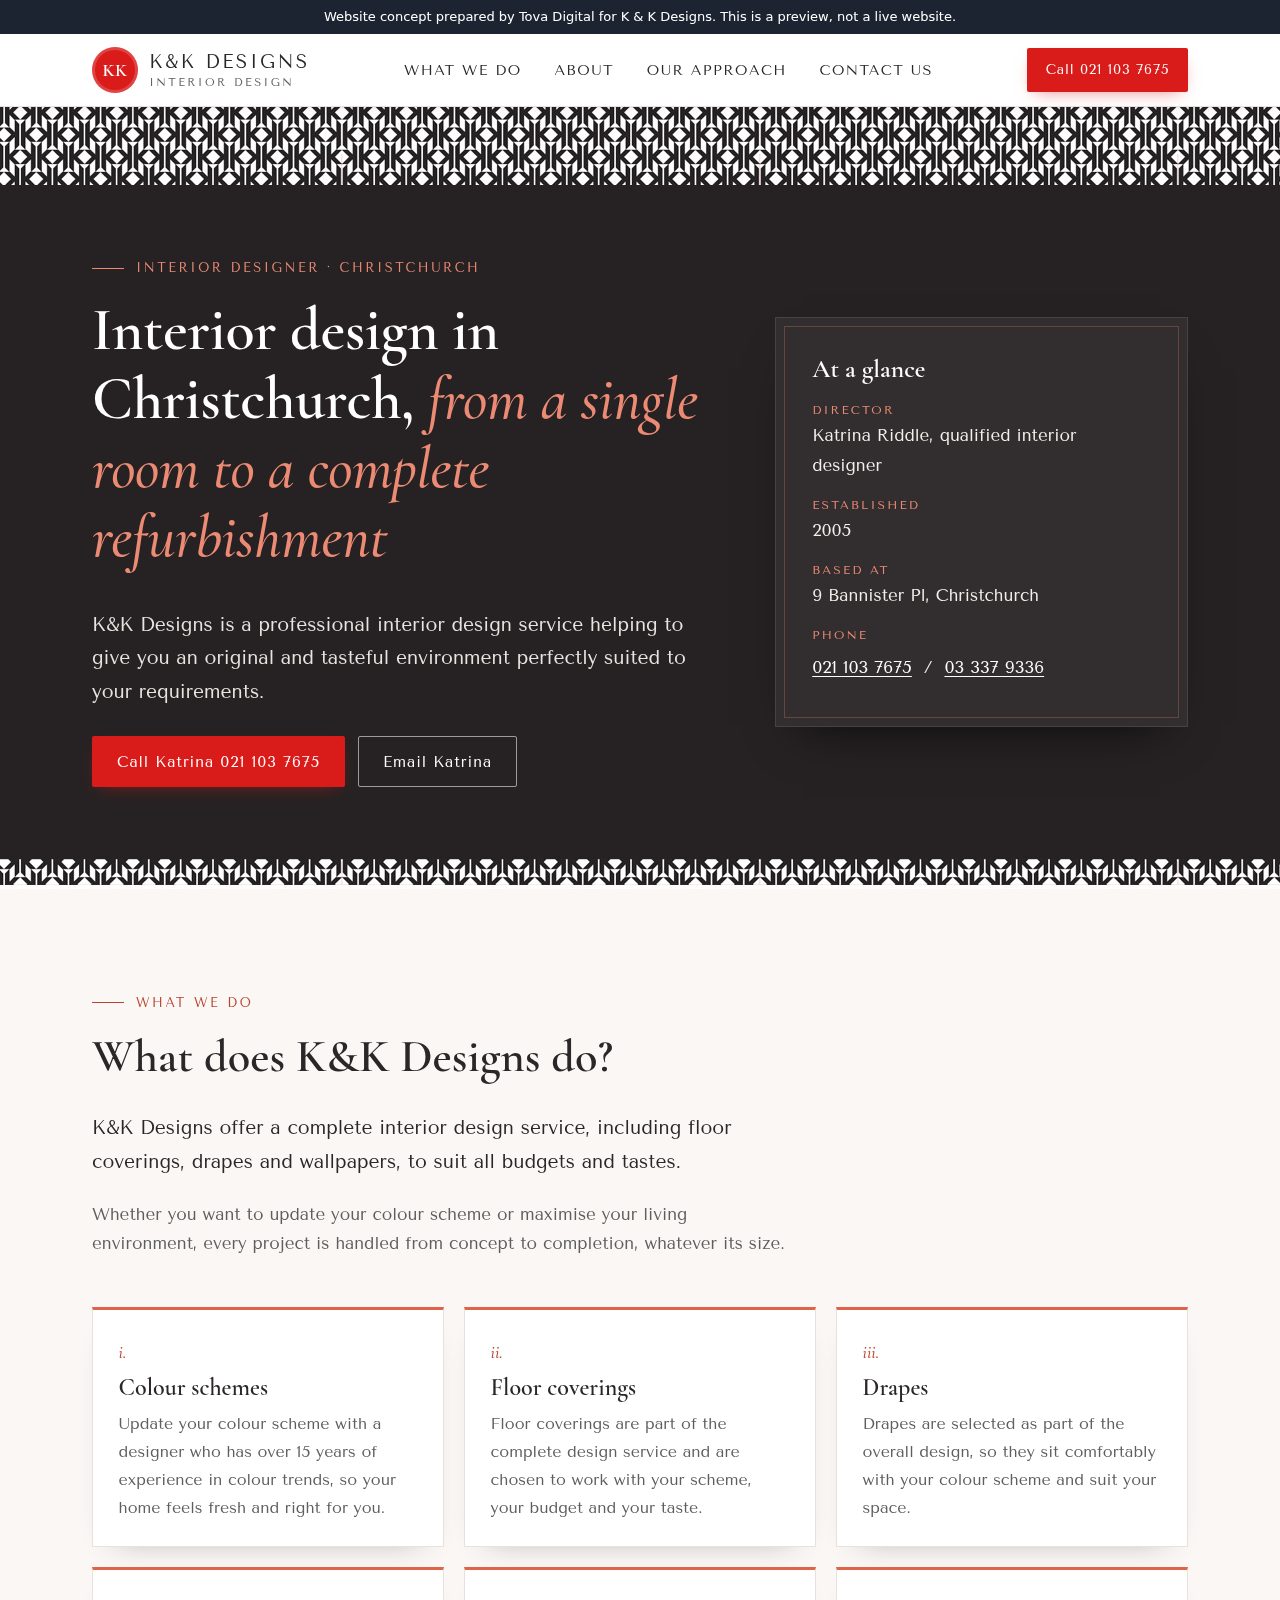 Website concept prepared by Tova Digital for K & K Designs. This is a preview, not a live website.
KK
K&K DESIGNS
INTERIOR DESIGN
WHAT WE DO
ABOUT
OUR APPROACH
CONTACT US
Call 021 103 7675
INTERIOR DESIGNER · CHRISTCHURCH
Interior design in
Christchurch, from a single
room to a complete
refurbishment
K&K Designs is a professional interior design service helping to
give you an original and tasteful environment perfectly suited to
your requirements.
Call Katrina 021 103 7675
Email Katrina
At a glance
DIRECTOR
Katrina Riddle, qualified interior
designer
ESTABLISHED
2005
BASED AT
9 Bannister Pl, Christchurch
PHONE
021 103 7675 / 03 337 9336
WHAT WE DO
What does K&K Designs do?
K&K Designs offer a complete interior design service, including floor
coverings, drapes and wallpapers, to suit all budgets and tastes.
Whether you want to update your colour scheme or maximise your living
environment, every project is handled from concept to completion, whatever its size.
i.
Colour schemes
Update your colour scheme with a
designer who has over 15 years of
experience in colour trends, so your
home feels fresh and right for you.
ii.
Floor coverings
Floor coverings are part of the
complete design service and are
chosen to work with your scheme,
your budget and your taste.
iii.
Drapes
Drapes are selected as part of the
overall design, so they sit comfortably
with your colour scheme and suit your
space.